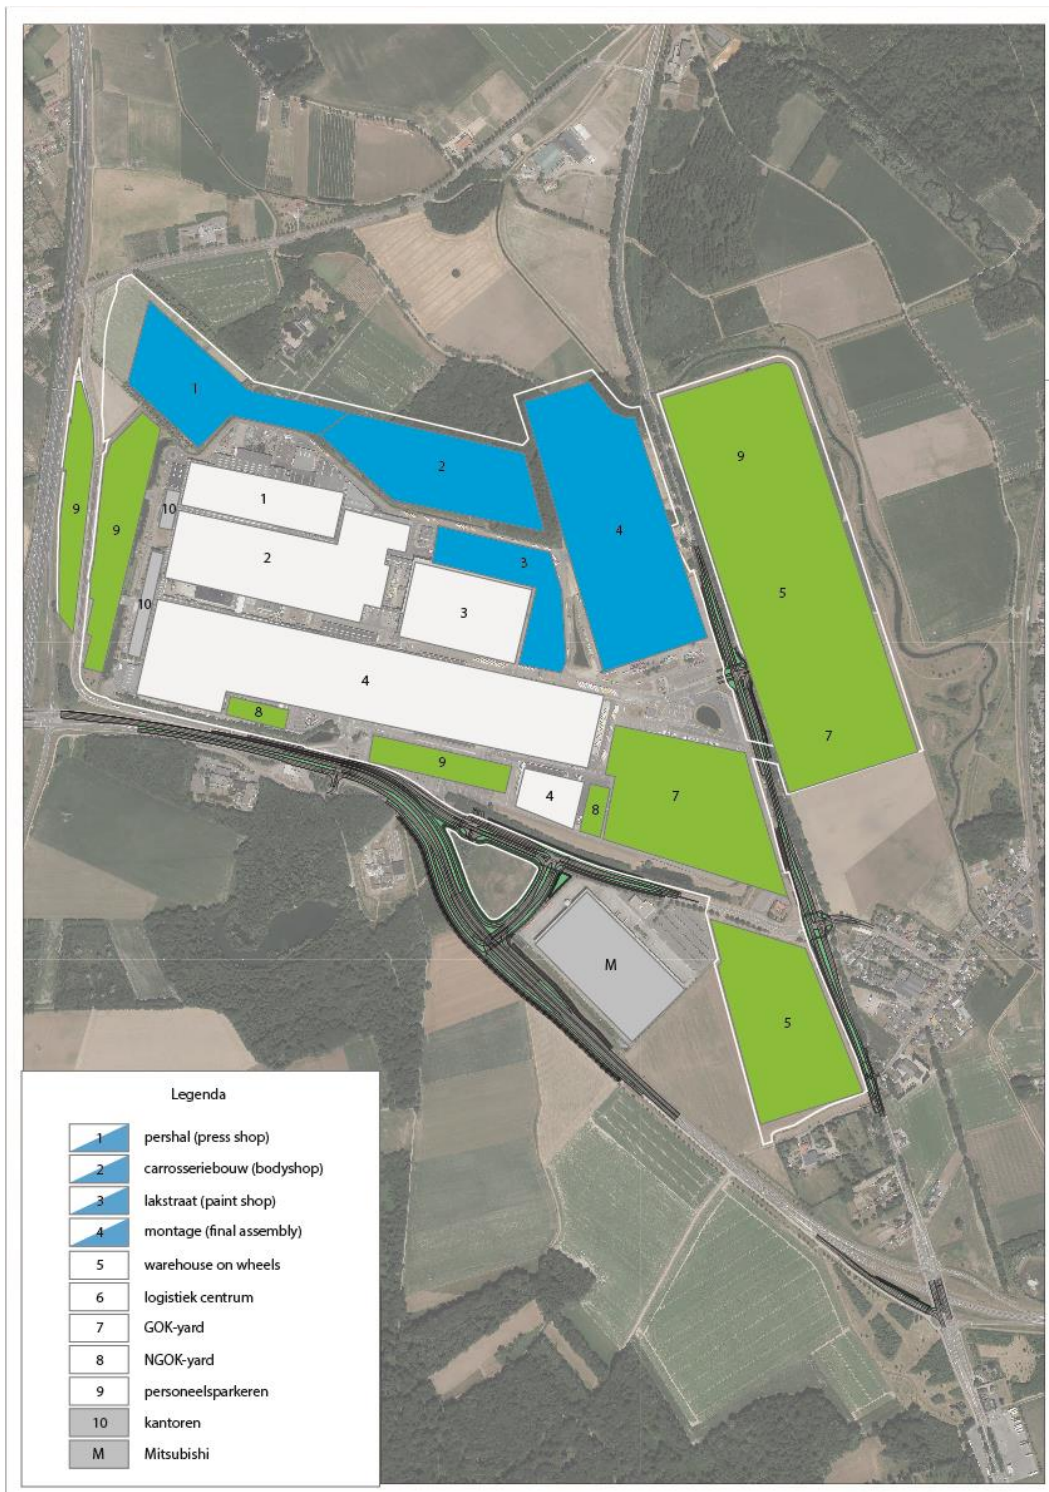 1
2
9
4
9
1
10
9
2
3
5
3
10
4
8
7
9
7
4
8
M
5
Legenda
1 pershal (press shop)
2 carrosseriebouw (bodyshop)
3 lakstraat (paint shop)
4 montage (final assembly)
5 warehouse on wheels
6 logistiek centrum
7 GOK-yard
8 NGOK-yard
9 personeelsparkeren
10 kantoren
M Mitsubishi